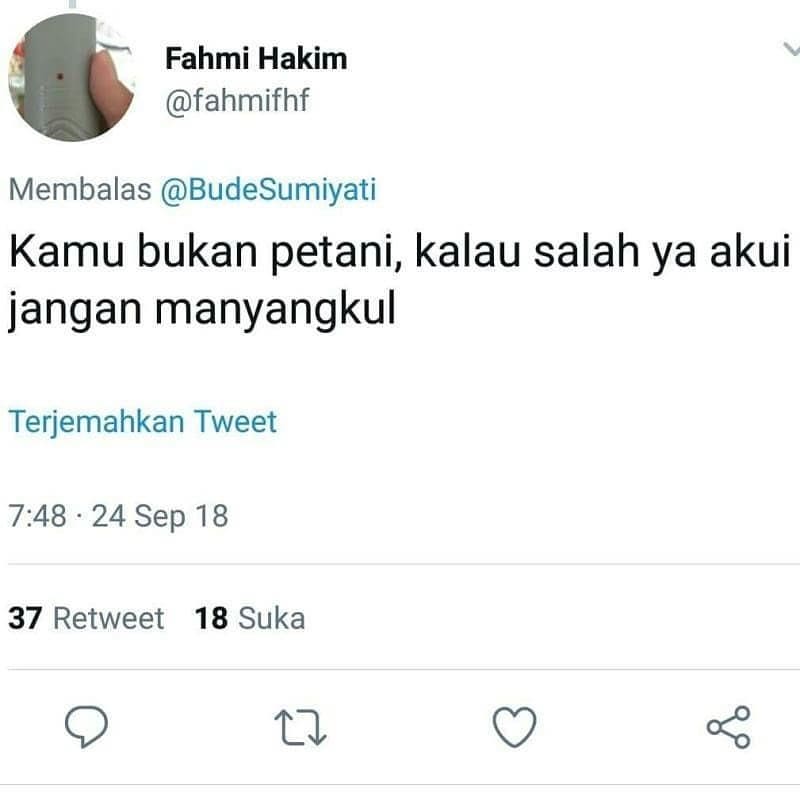 Fahmi Hakim
@fahmifhf
Membalas @BudeSumiyati
Kamu bukan petani, kalau salah ya akui
jangan manyangkul
Terjemahkan Tweet
7:48 · 24 Sep 18
37 Retweet 18 Suka